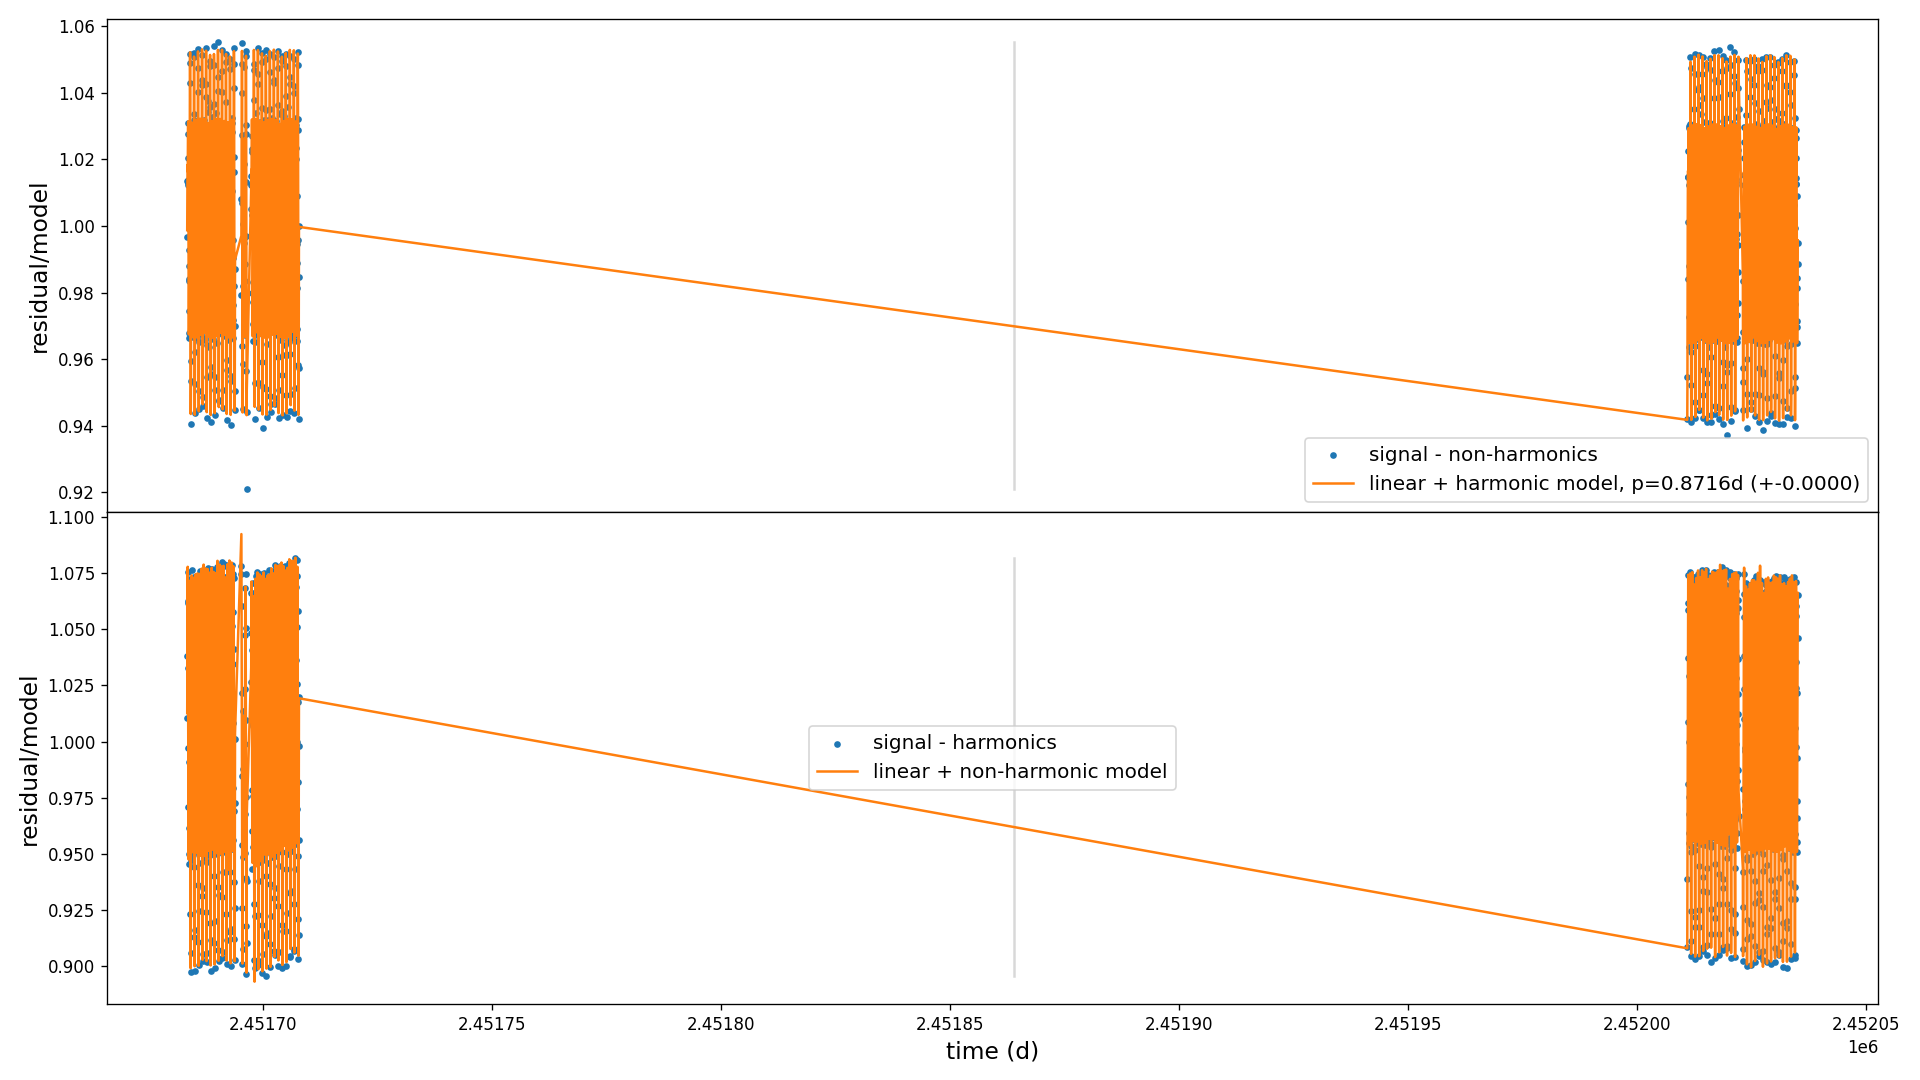 1.06
1.04
1.02
1.00
0.98
0.96
0.94
0.92
residual/model
signal - non-harmonics
linear + harmonic model, p=0.8716d (+-0.0000)
1.100
1.075
1.050
1.025
1.000
0.975
0.950
0.925
0.900
residual/model
signal - harmonics
linear + non-harmonic model
2.45170 2.45175 2.45180 2.45185 2.45190 2.45195 2.45200 2.45205
1e6
time (d)